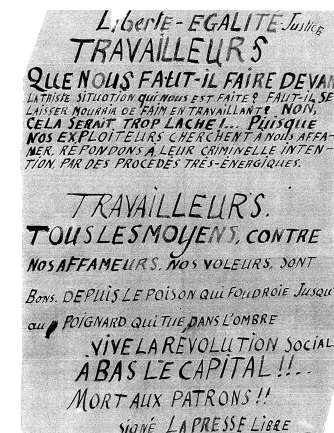 Liberté - EGALITÉ - Justice
TRAVAILLEURS
QUE NOUS FAUT-IL FAIRE DEVAN
LA TRISTE SITUATION qui nous EST FAITE? FAUT-IL SE
LAISSER MOURRIR DE FAIM EN TRAVAILLANT? NON,
CELA SERAIT TROP LACHE!... Puisque
NOS EXPLOITEURS CHERCHENT À NOUS AFFA-
MER, RÉPONDONS À LEUR CRIMINELLE INTEN-
TION, PAR DES PROCÉDÉS TRÈS-ÉNERGIQUES.
TRAVAILLEURS.
TOUS LES MOYENS, CONTRE
NOS AFFAMEURS, NOS VOLEURS, SONT
BONS. DEPUIS LE POISON QUI FOUDROIE JUSQU'
au POIGNARD QUI TUE DANS L'OMBRE
VIVE LA REVOLUTION SOCIAL
A BAS LE CAPITAL!!...
MORT AUX PATRONS!!
Signé LA PRESSE LIBRE